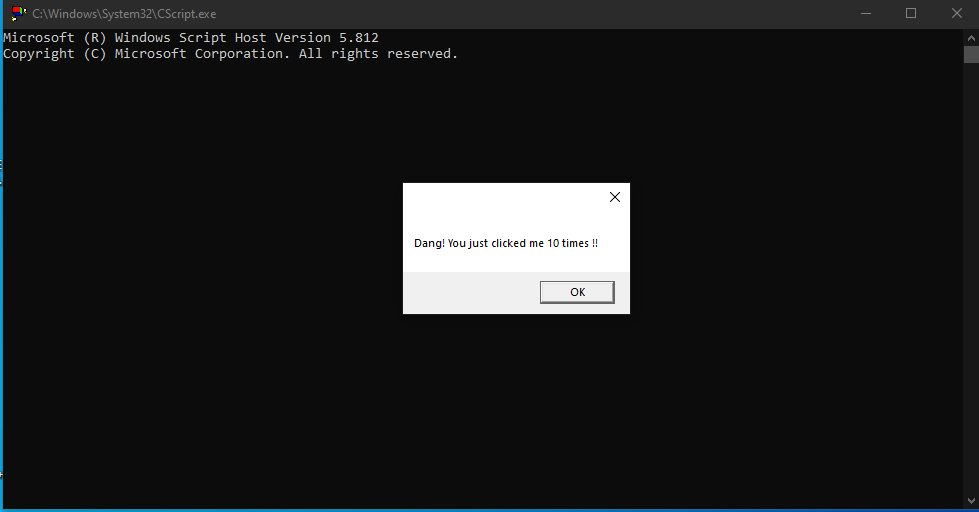 C:\Windows\System32\CScript.exe
Microsoft (R) Windows Script Host Version 5.812
Copyright (C) Microsoft Corporation. All rights reserved.
Dang! You just clicked me 10 times !!
OK